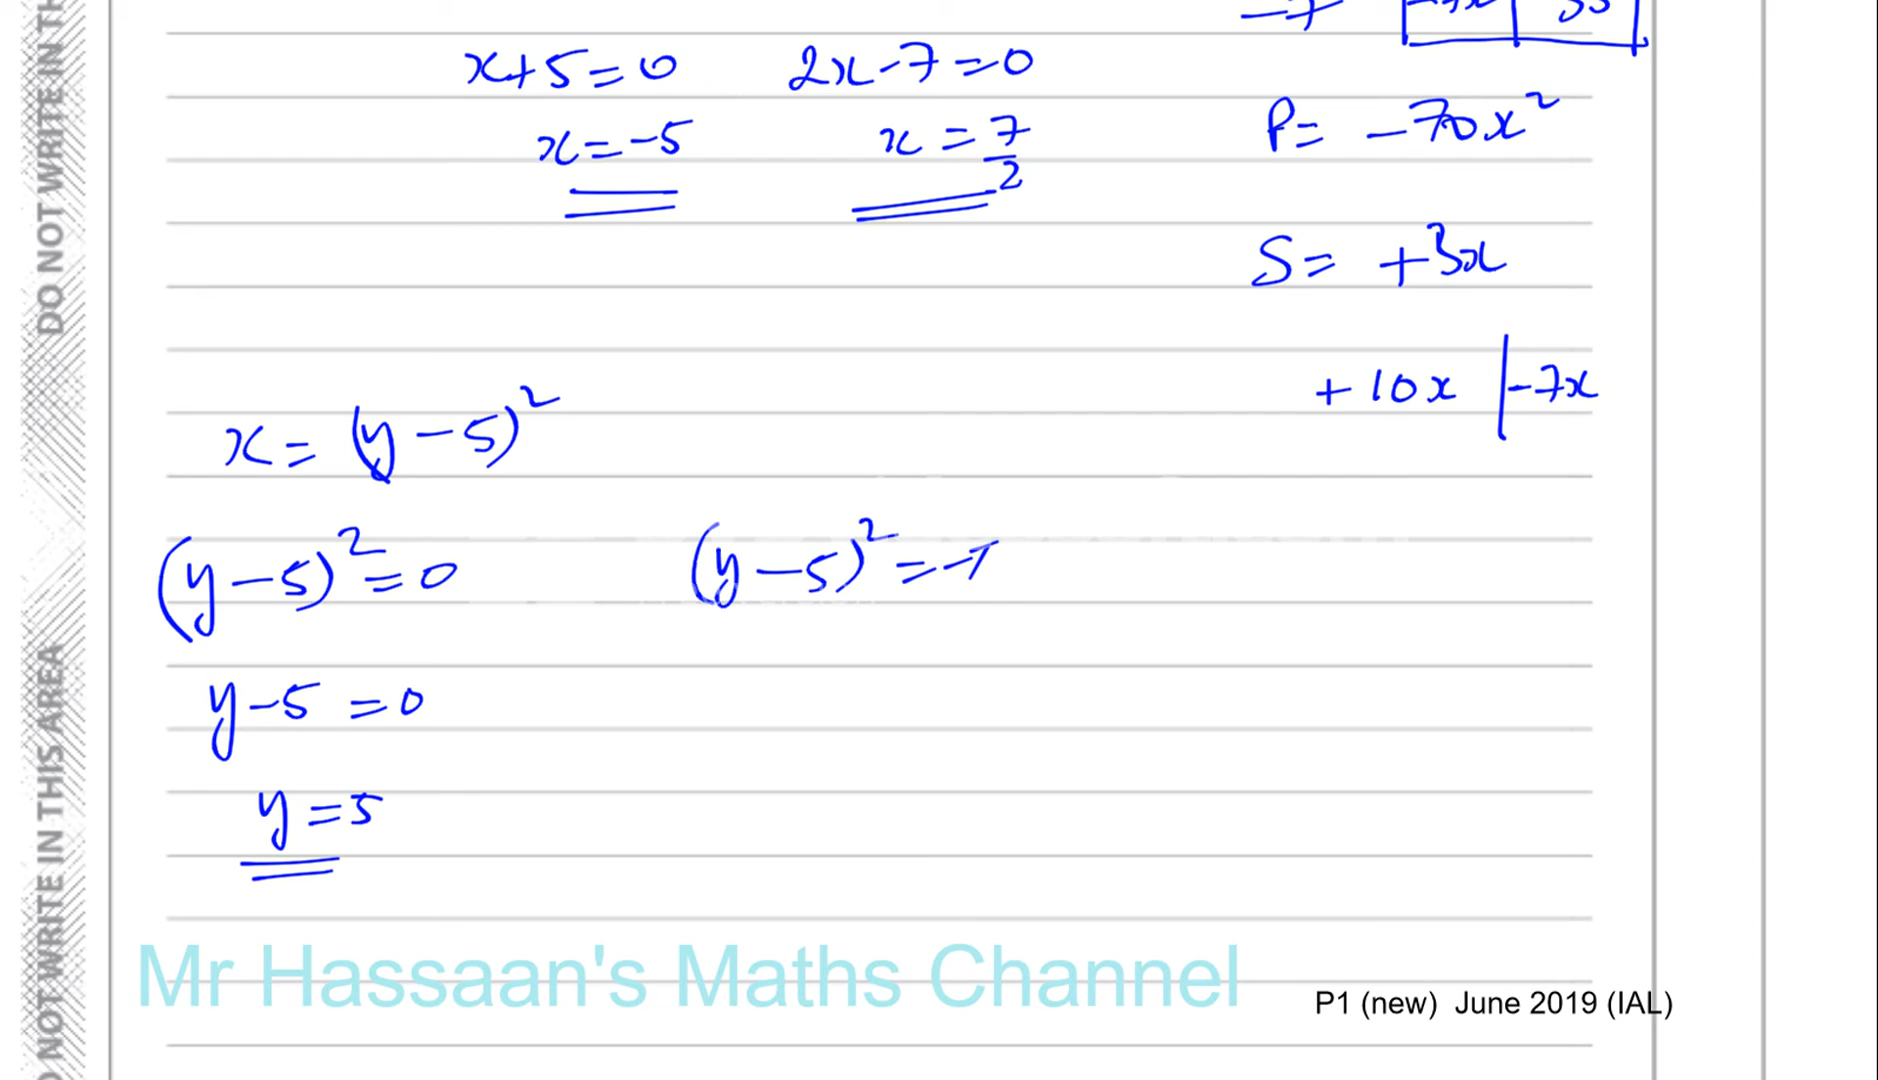 x+5=0 2x-7=0
x=-5 x=7/2
P= -70x²
S= +3x
+10x | -7x
x=(y-5)²
(y-5)²=0 (y-5)²=-
y-5=0
y=5
Mr Hassaan's Maths Channel
P1 (new) June 2019 (IAL)
DO NOT WRITE IN TH
DO NOT WRITE IN THIS AREA